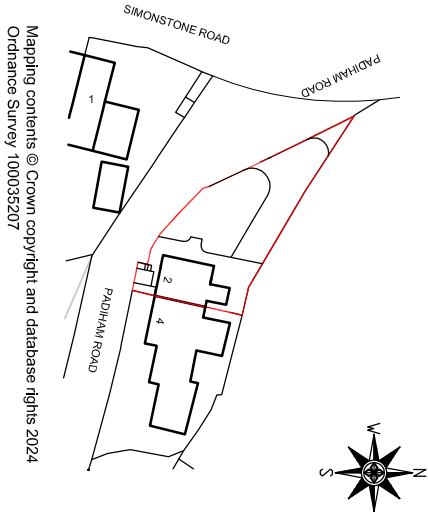 SIMONSTONE ROAD
PADIHAM ROAD
1
2
4
PADIHAM ROAD
W
N
S
Mapping contents © Crown copyright and database rights 2024
Ordnance Survey 100035207